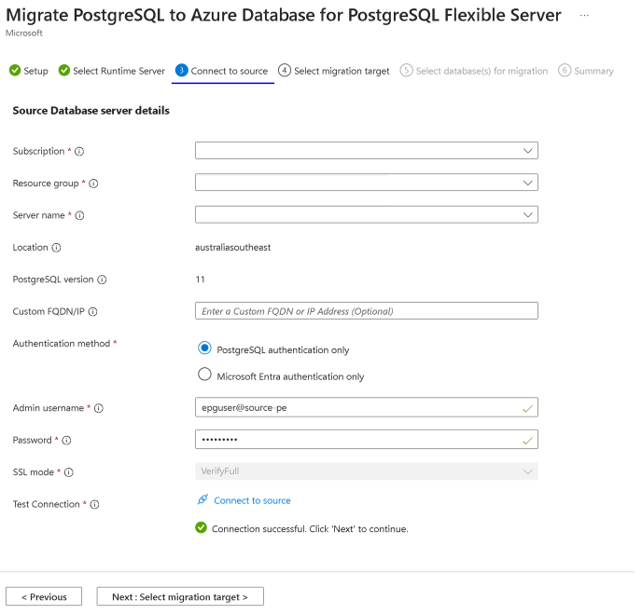 Migrate PostgreSQL to Azure Database for PostgreSQL Flexible Server ...
Microsoft
Setup Select Runtime Server 3 Connect to source 4 Select migration target 5 Select database(s) for migration 6 Summary
Source Database server details
Subscription *
Resource group *
Server name *
Location australiasoutheast
PostgreSQL version 11
Custom FQDN/IP Enter a Custom FQDN or IP Address (Optional)
Authentication method *
PostgreSQL authentication only
Microsoft Entra authentication only
Admin username * epguser@source-pe
Password * •••••••••
SSL mode * VerifyFull
Test Connection * Connect to source
Connection successful. Click 'Next' to continue.
< Previous Next : Select migration target >